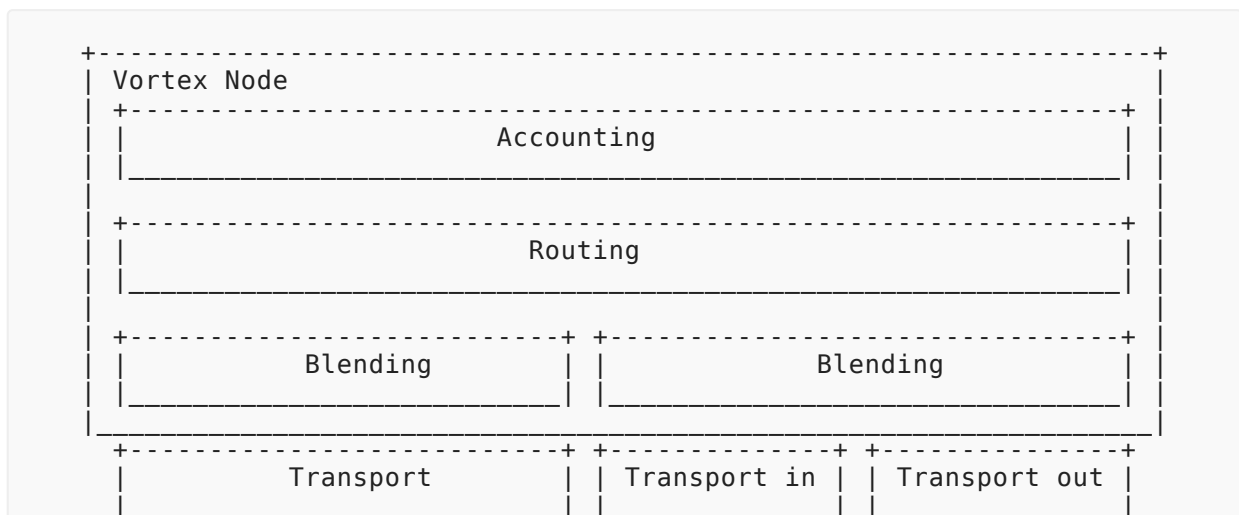 Vortex Node
Accounting
Routing
Blending Blending
Transport Transport in Transport out